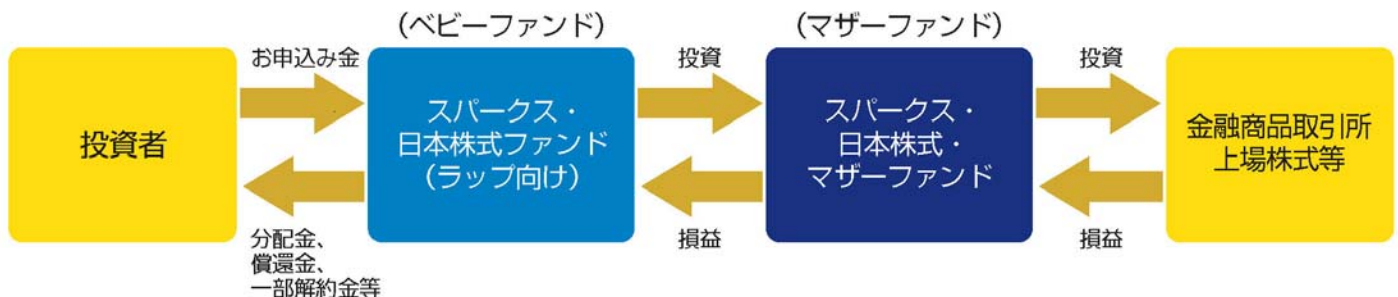 (ベビーファンド)
(マザーファンド)
投資者
お申込み金
分配金、
償還金、
一部解約金等
スパークス・
日本株式ファンド
(ラップ向け)
投資
損益
スパークス・
日本株式・
マザーファンド
投資
損益
金融商品取引所
上場株式等